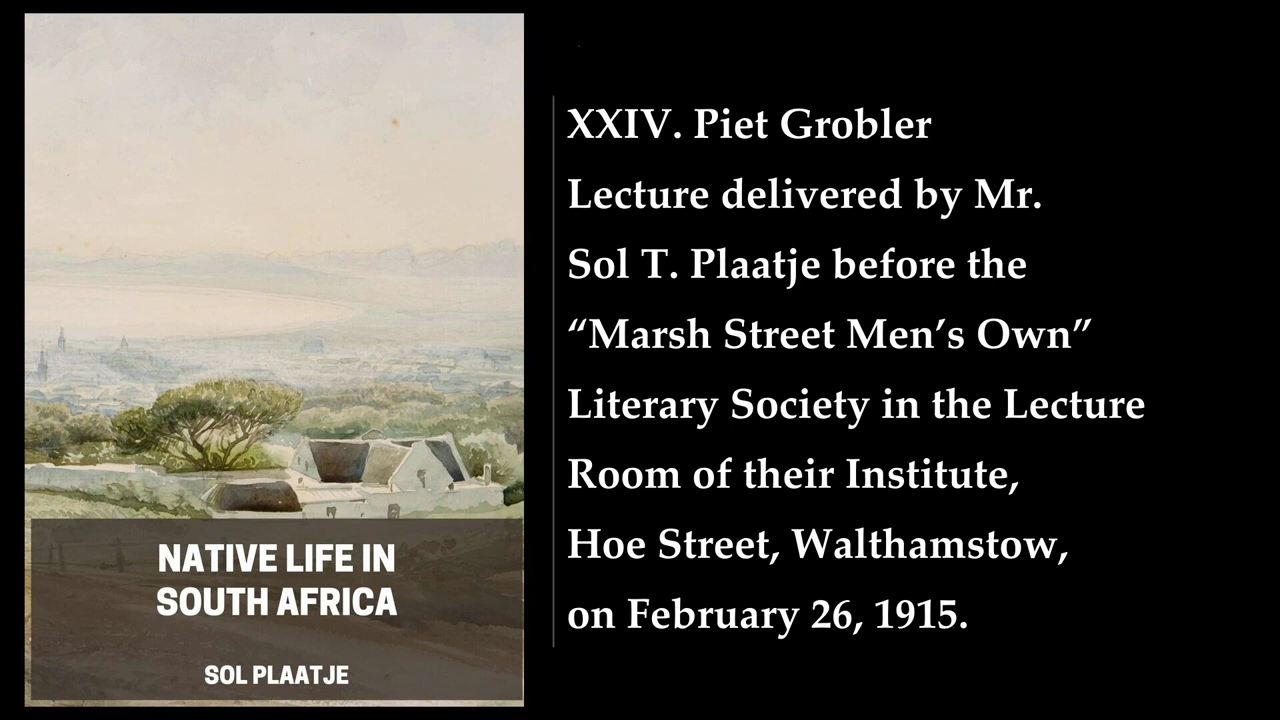 NATIVE LIFE IN
SOUTH AFRICA
SOL PLAATJE
XXIV. Piet Grobler
Lecture delivered by Mr.
Sol T. Plaatje before the
“Marsh Street Men’s Own”
Literary Society in the Lecture
Room of their Institute,
Hoe Street, Walthamstow,
on February 26, 1915.